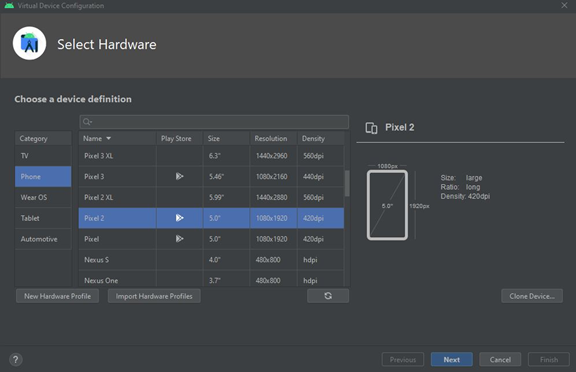 Virtual Device Configuration
Select Hardware
Choose a device definition
Category
TV
Phone
Wear OS
Tablet
Automotive
Name Play Store Size Resolution Density
Pixel 3 XL 6.3" 1440x2960 560dpi
Pixel 3 5.46" 1080x2160 440dpi
Pixel 2 XL 5.99" 1440x2880 560dpi
Pixel 2 5.0" 1080x1920 420dpi
Pixel 5.0" 1080x1920 420dpi
Nexus S 4.0" 480x800 hdpi
Nexus One 3.7" 480x800 hdpi
New Hardware Profile Import Hardware Profiles
Pixel 2
1080px
5.0"
1920px
Size: large
Ratio: long
Density: 420dpi
Clone Device...
? Previous Next Cancel Finish